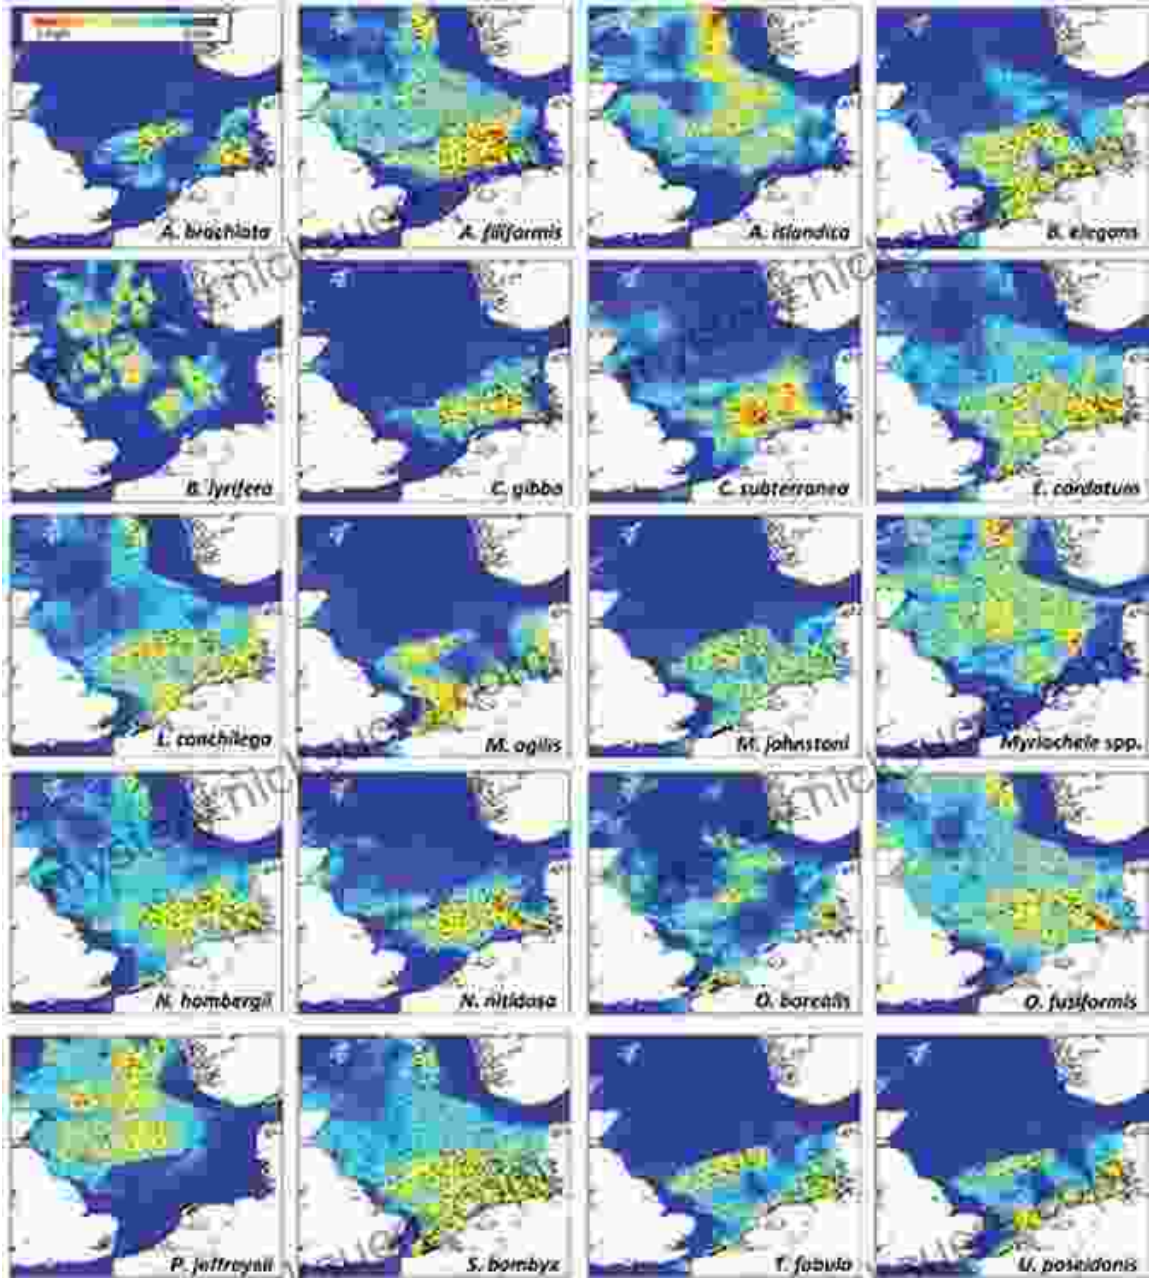 A. brachiata
A. filiformis
A. islandica
B. elegans
B. lyrifera
C. gibba
C. subterranea
E. cordatum
L. conchilega
M. agilis
M. johnstoni
Myriochele spp.
N. hombergii
N. nitidosa
O. borealis
O. fusiformis
P. jeffreysii
S. bombyx
T. fabula
U. poseidonis